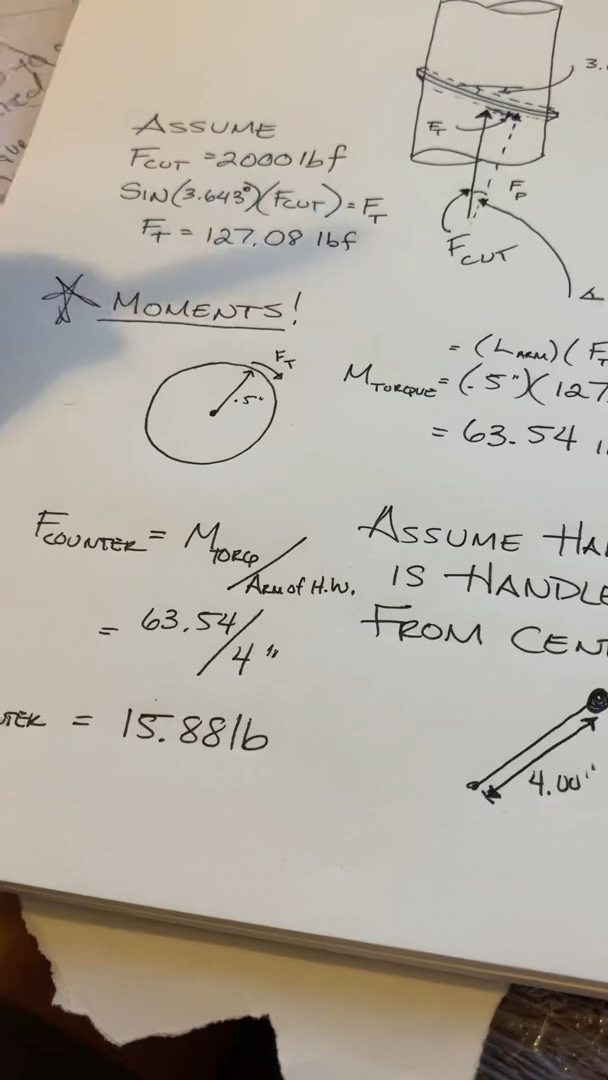 ASSUME
FCUT = 2000 lbf
SIN(3.643°)(FCUT) = FT
FT = 127.08 lbf
3.
FT
FP
FCUT
∡
MOMENTS!
FT
.5"
= (LARM)(F
MTORQUE = (.5")(127
= 63.54
FCOUNTER = MTORQ/
ARM of H.W.
= 63.54/
4"
= 15.88 lb
ASSUME HA
IS HANDLE
FROM CEN
4.00"